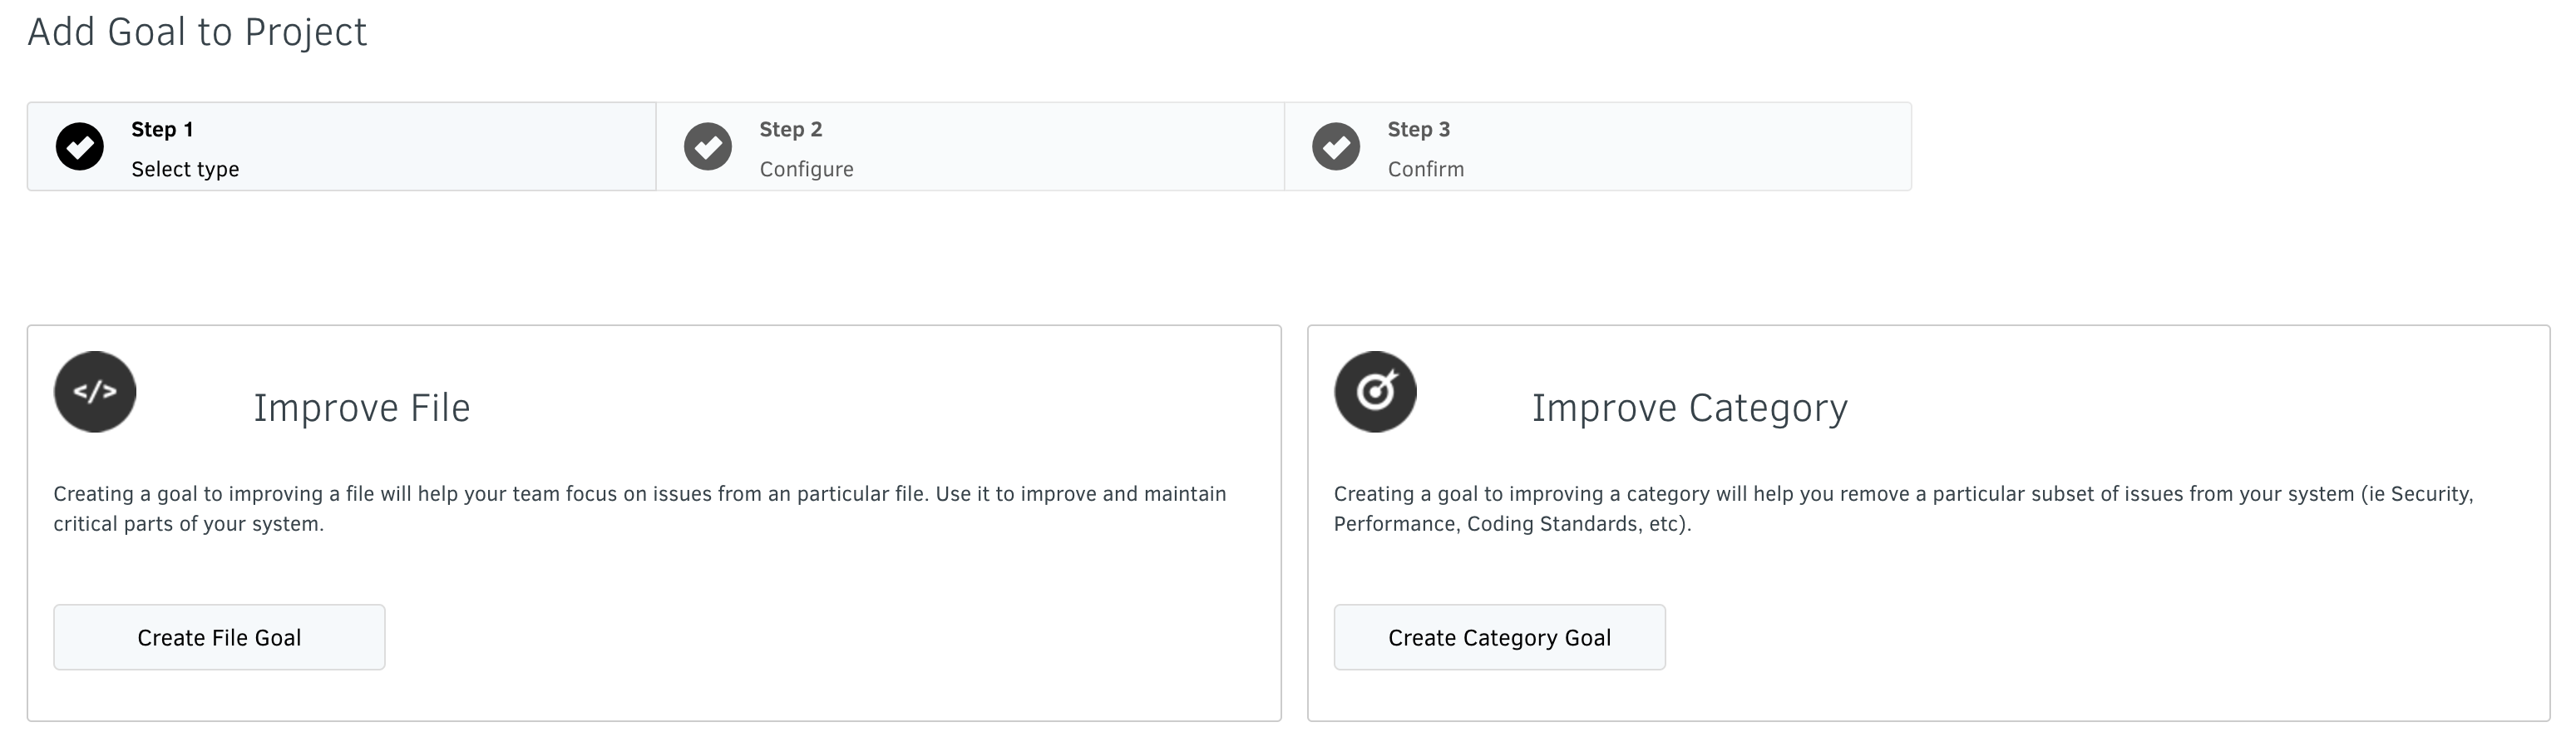 Add Goal to Project
Step 1
Select type
Step 2
Configure
Step 3
Confirm
</>
Improve File
Creating a goal to improving a file will help your team focus on issues from an particular file. Use it to improve and maintain
critical parts of your system.
Create File Goal
Improve Category
Creating a goal to improving a category will help you remove a particular subset of issues from your system (ie Security,
Performance, Coding Standards, etc).
Create Category Goal